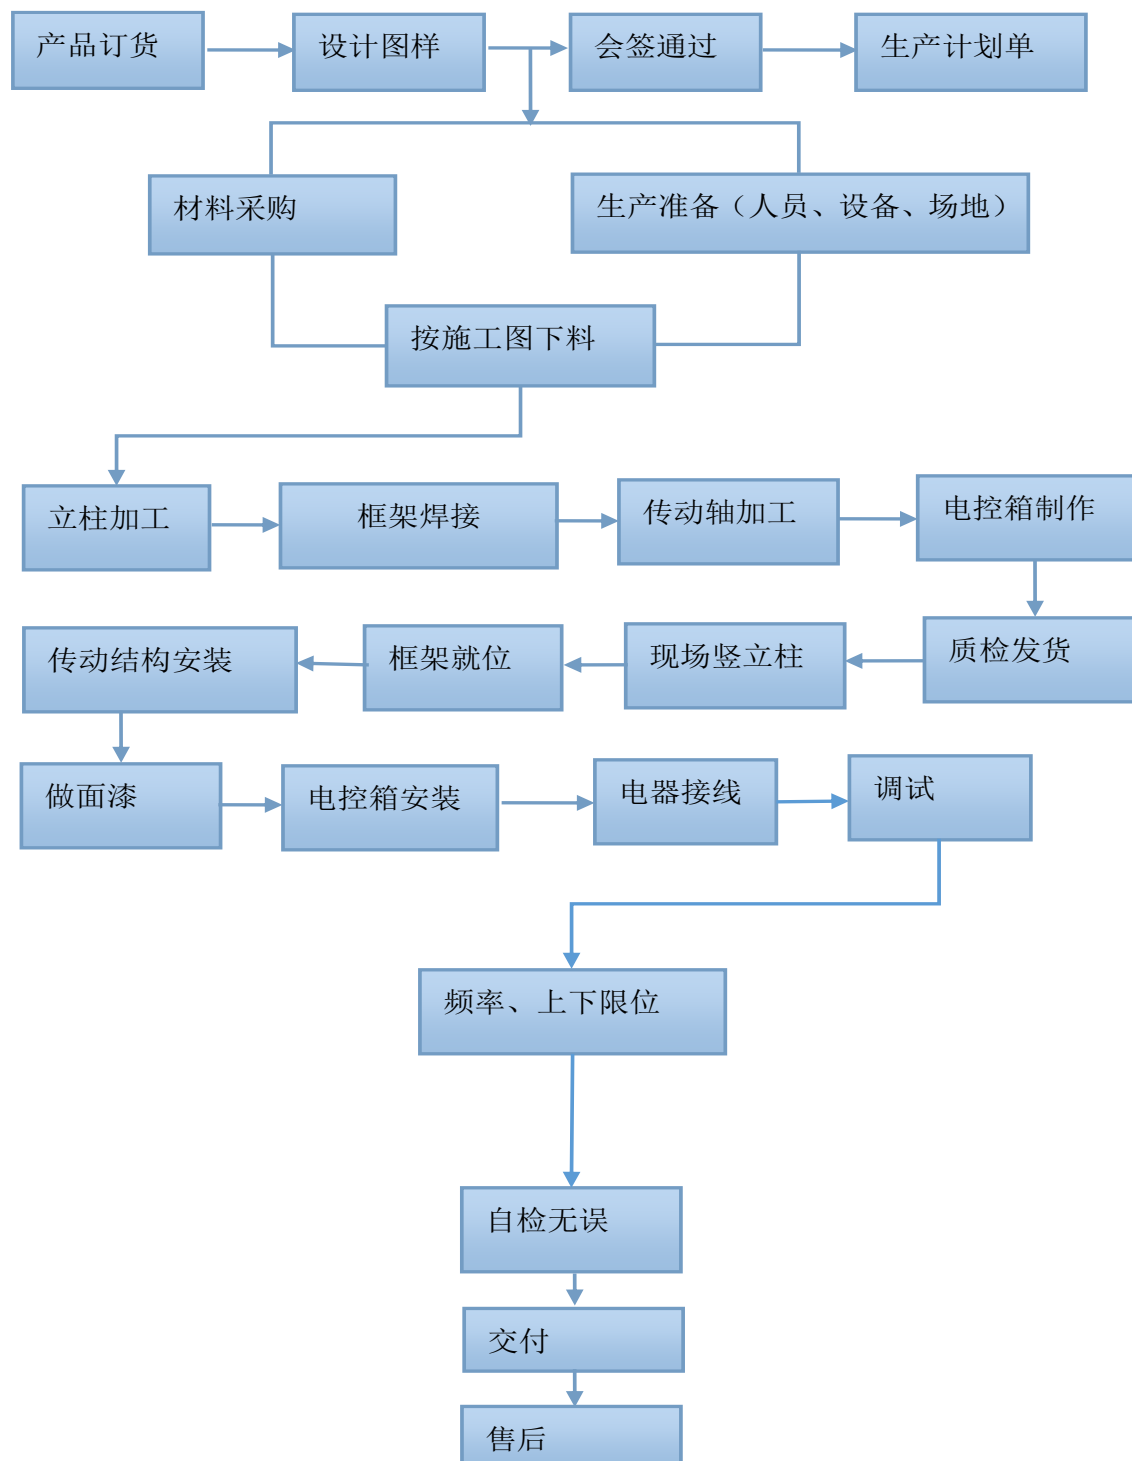 产品订货
设计图样
会签通过
生产计划单
材料采购
生产准备（人员、设备、场地）
按施工图下料
立柱加工
框架焊接
传动轴加工
电控箱制作
传动结构安装
框架就位
现场竖立柱
质检发货
做面漆
电控箱安装
电器接线
调试
频率、上下限位
自检无误
交付
售后